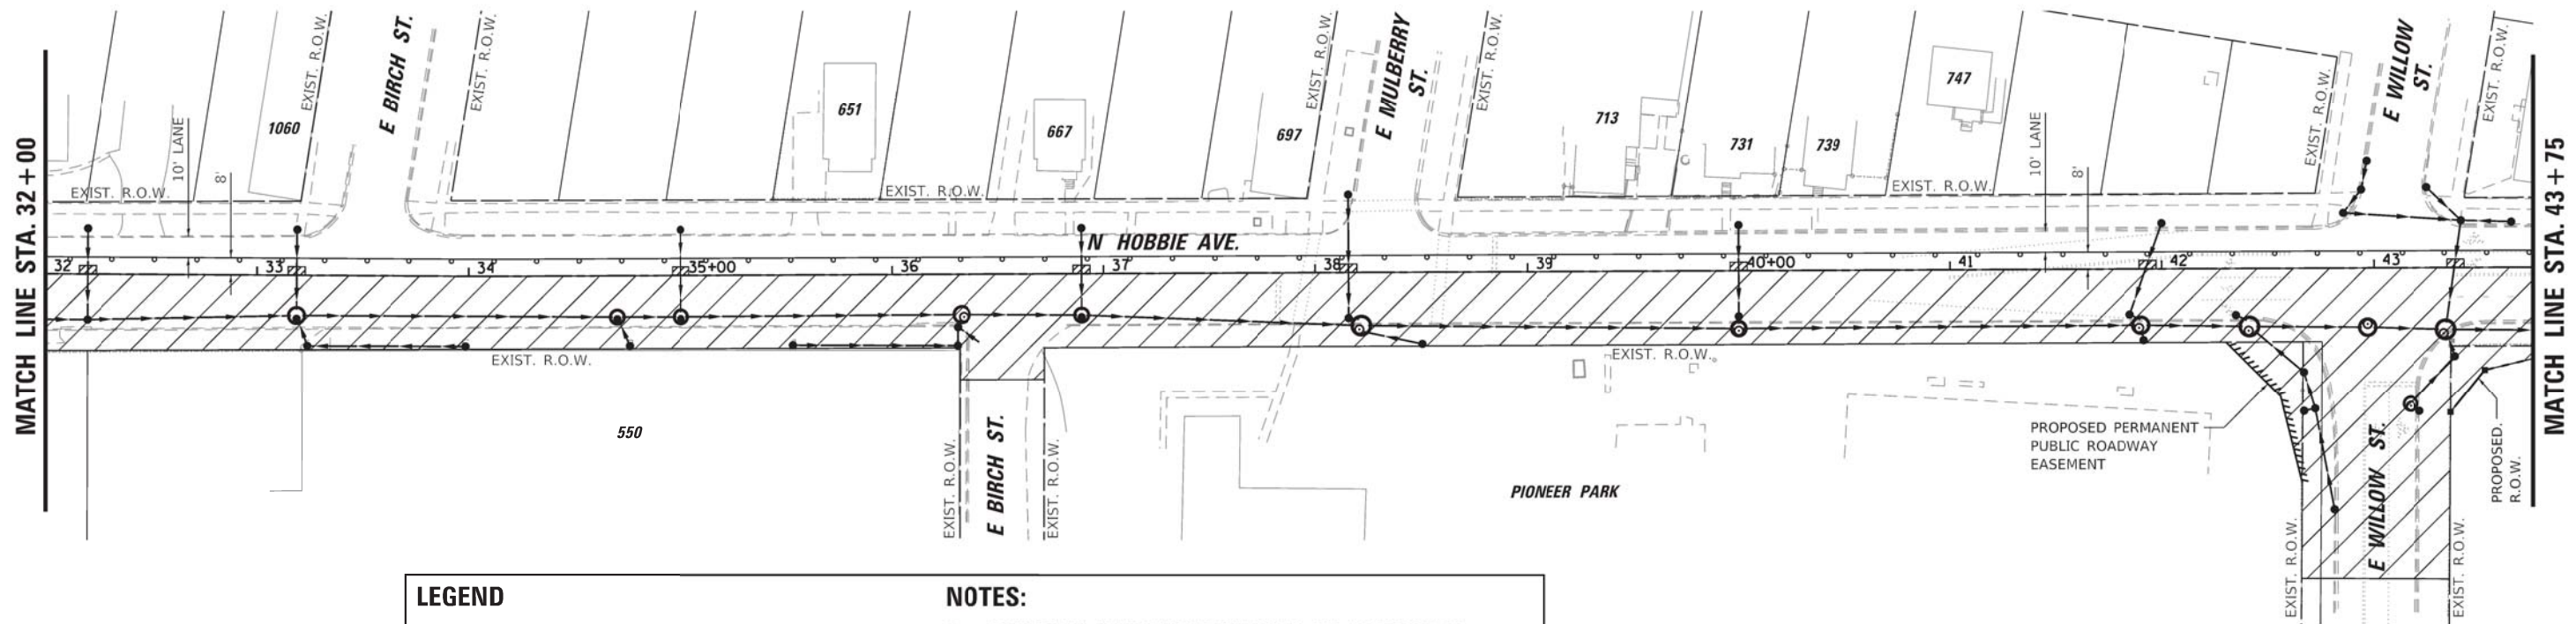 MATCH LINE STA. 32+00
EXIST. R.O.W.
10' LANE
8'
1060
EXIST. R.O.W.
E BIRCH ST.
EXIST. R.O.W.
651
EXIST. R.O.W.
667
697
EXIST. R.O.W.
E MULBERRY
ST.
EXIST. R.O.W.
713
731
739
747
EXIST. R.O.W.
10' LANE
8'
EXIST. R.O.W.
E WILLOW
ST.
EXIST. R.O.W.
MATCH LINE STA. 43+75
N HOBBIE AVE.
32
33
34
35+00
36
37
38
39
40+00
41
42
43
EXIST. R.O.W.
550
EXIST. R.O.W.
E BIRCH ST.
EXIST. R.O.W.
EXIST. R.O.W.
PIONEER PARK
PROPOSED PERMANENT
PUBLIC ROADWAY
EASEMENT
EXIST. R.O.W.
E WILLOW ST.
EXIST. R.O.W.
PROPOSED.
R.O.W.
LEGEND
NOTES: